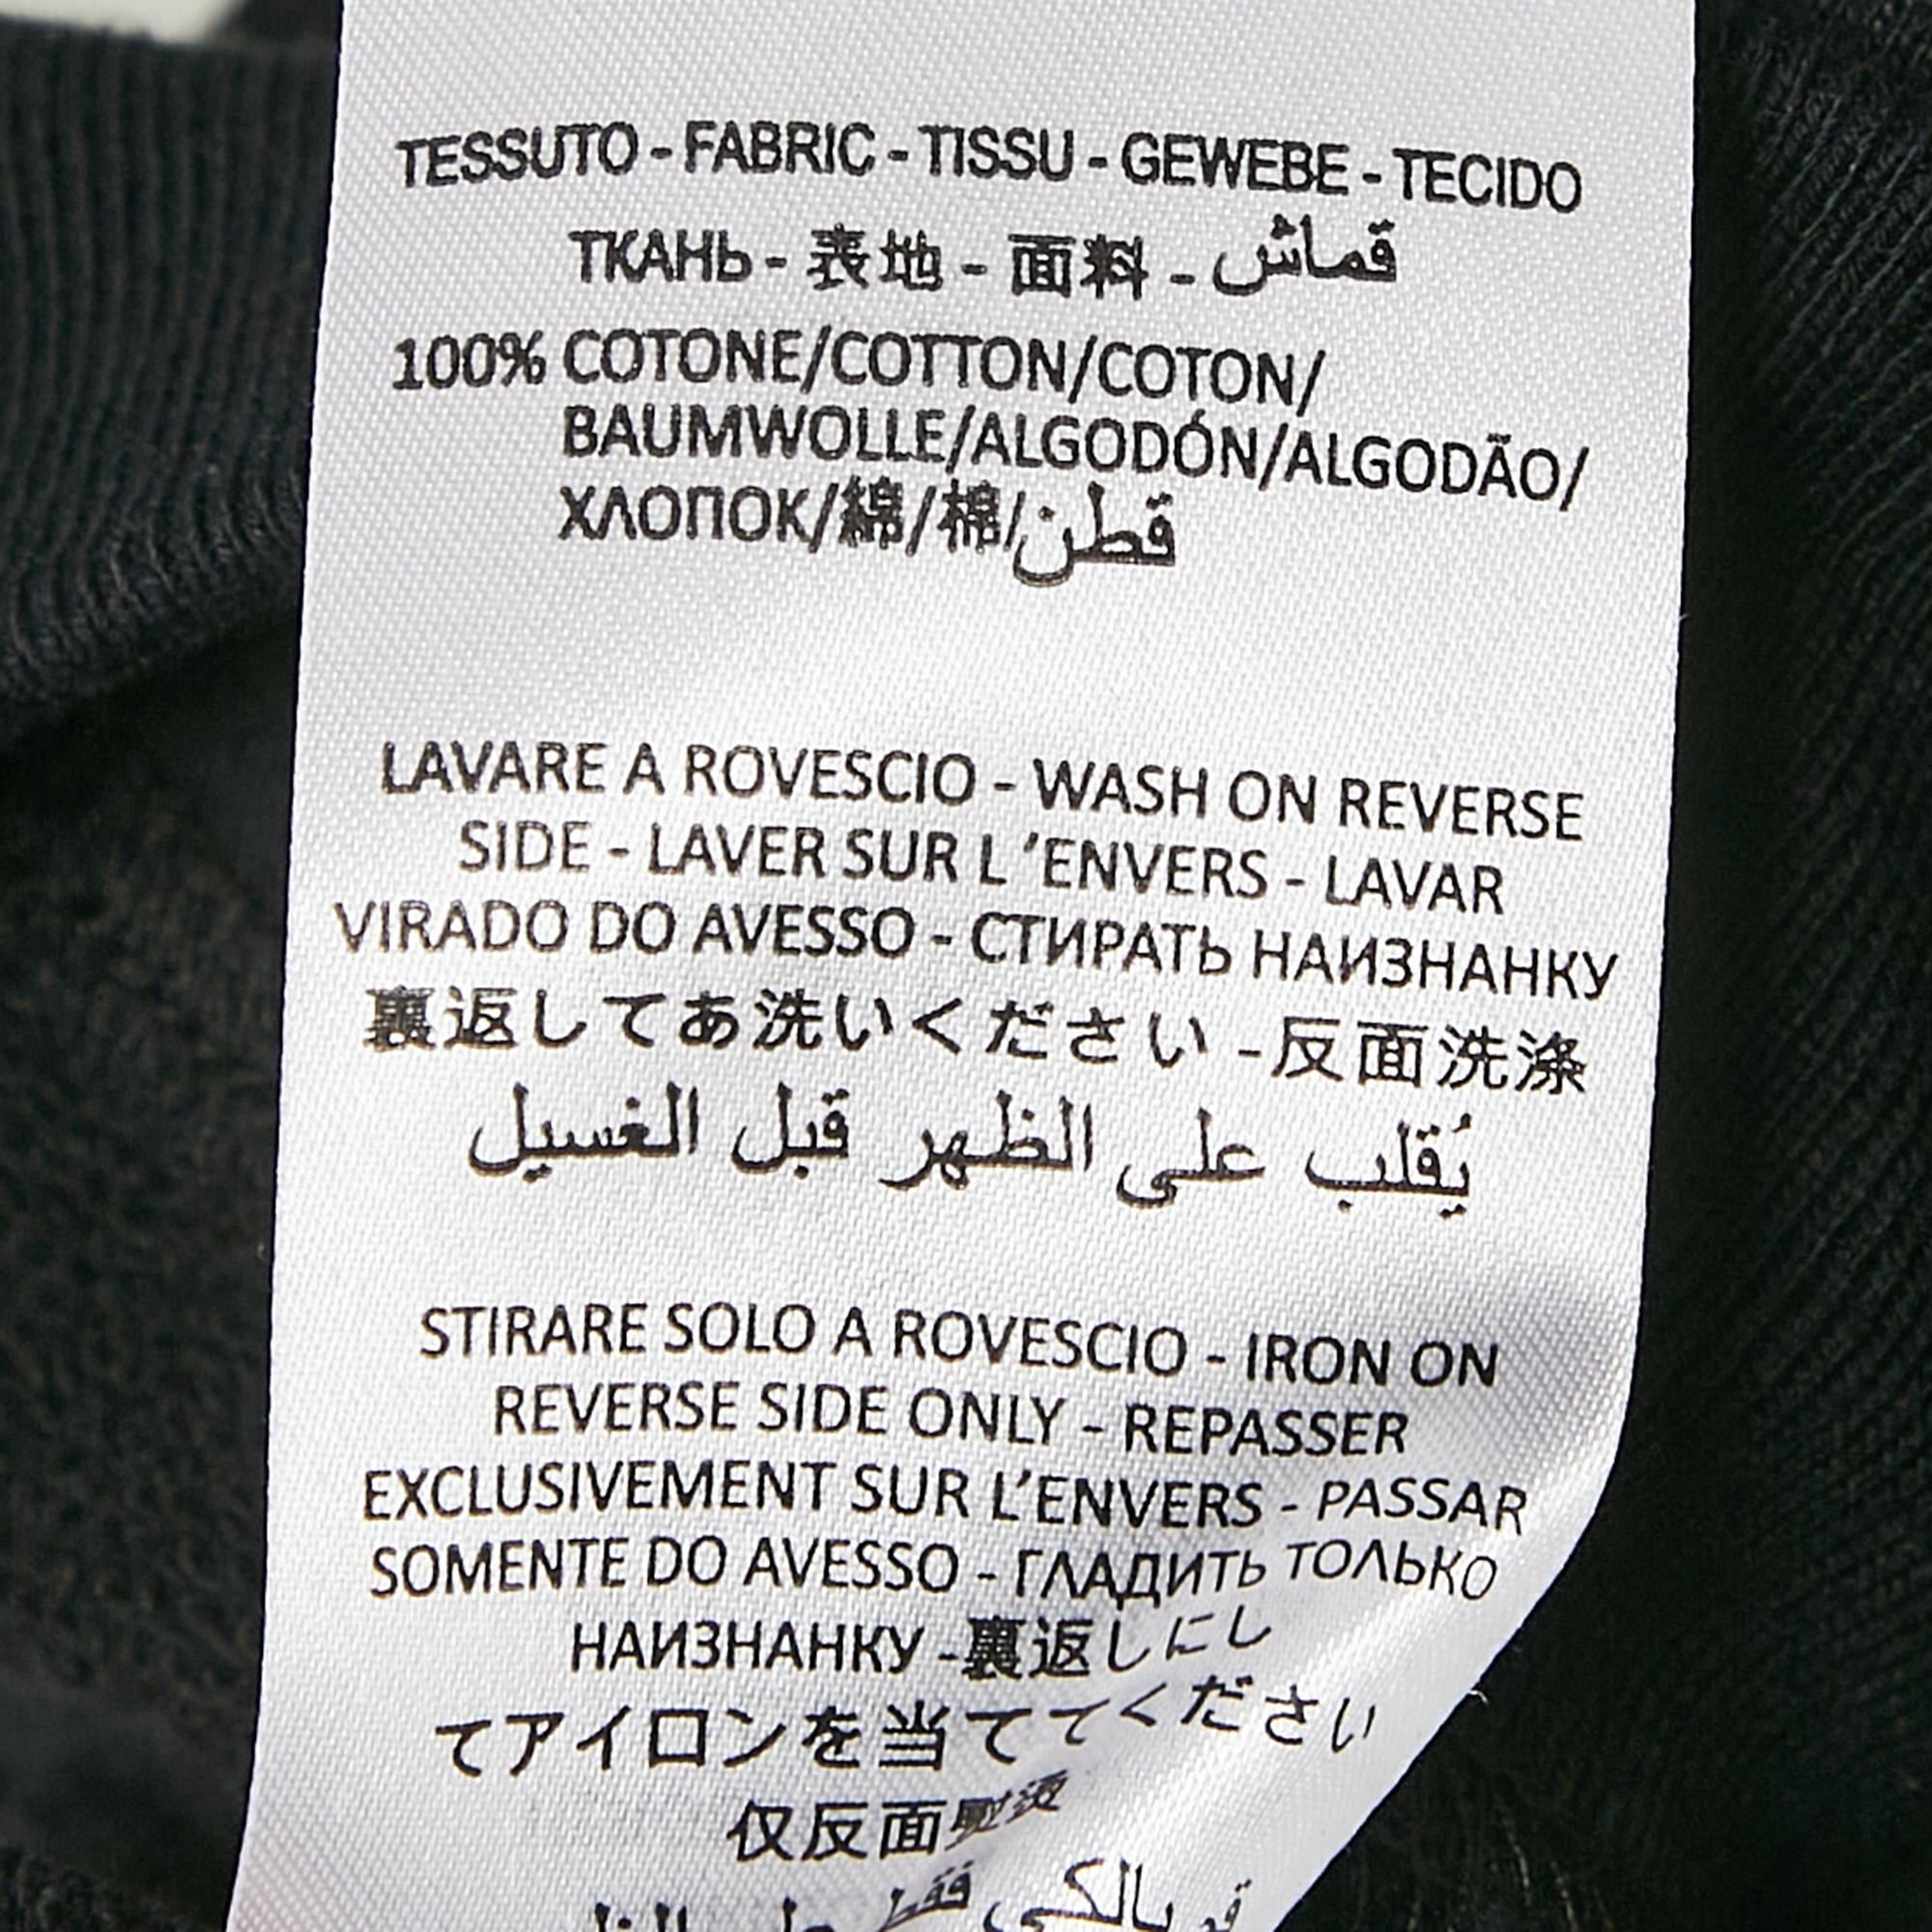 TESSUTO - FABRIC - TISSU - GEWEBE - TECIDO
ТКАНЬ - 表地 - 面料 - قماش
100% COTONE/COTTON/COTON/
BAUMWOLLE/ALGODÓN/ALGODÃO/
ХЛОПОК/綿/棉/قطن
LAVARE A ROVESCIO - WASH ON REVERSE
SIDE - LAVER SUR L'ENVERS - LAVAR
VIRADO DO AVESSO - СТИРАТЬ НАИЗНАНКУ
裏返してあ洗いください - 反面洗涤
يُقلب على الظهر قبل الغسيل
STIRARE SOLO A ROVESCIO - IRON ON
REVERSE SIDE ONLY - REPASSER
EXCLUSIVEMENT SUR L'ENVERS - PASSAR
SOMENTE DO AVESSO - ГЛАДИТЬ ТОЛЬКО
НАИЗНАНКУ -裏返しにし
てアイロンを当ててください
仅反面熨烫
بالكي فقط